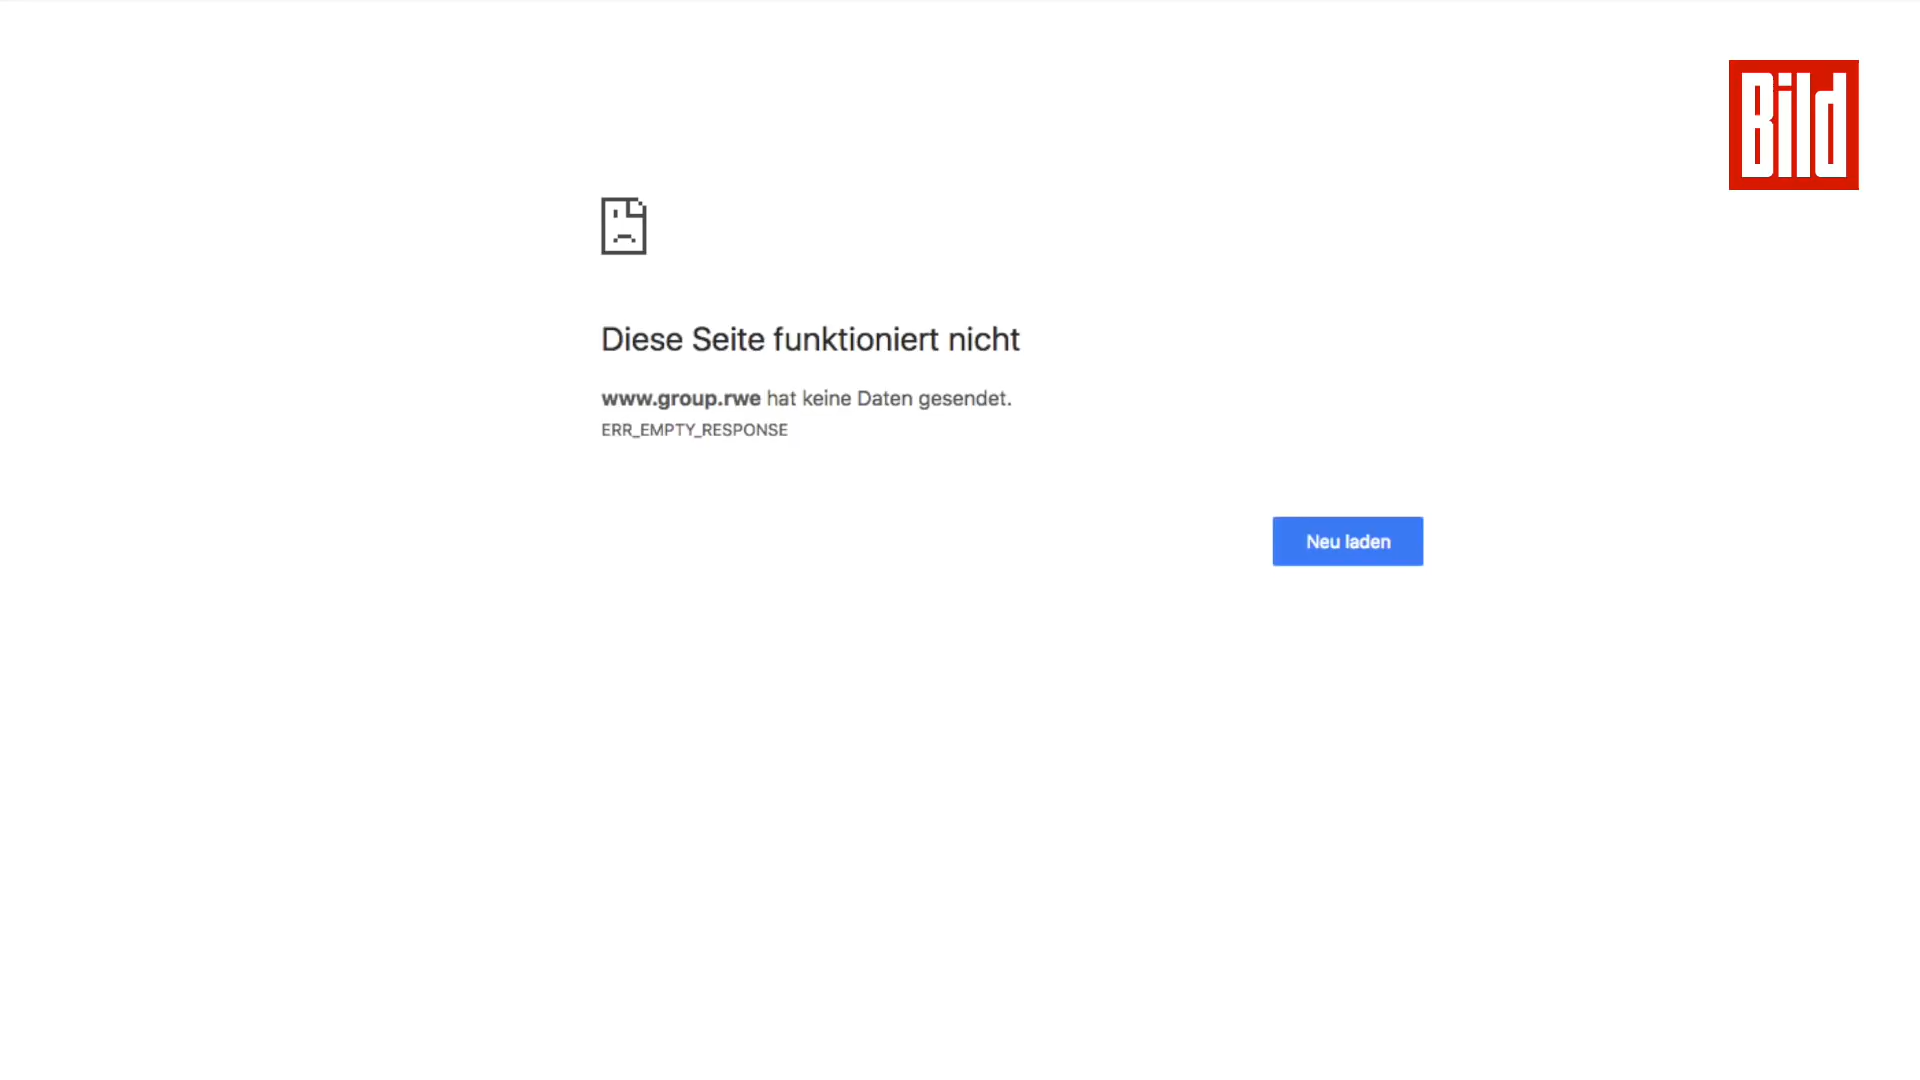 Bild
Diese Seite funktioniert nicht
www.group.rwe hat keine Daten gesendet.
ERR_EMPTY_RESPONSE
Neu laden